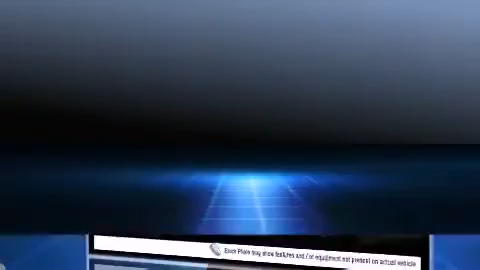 Stock Photo may show features and / or equipment not present on actual vehicle